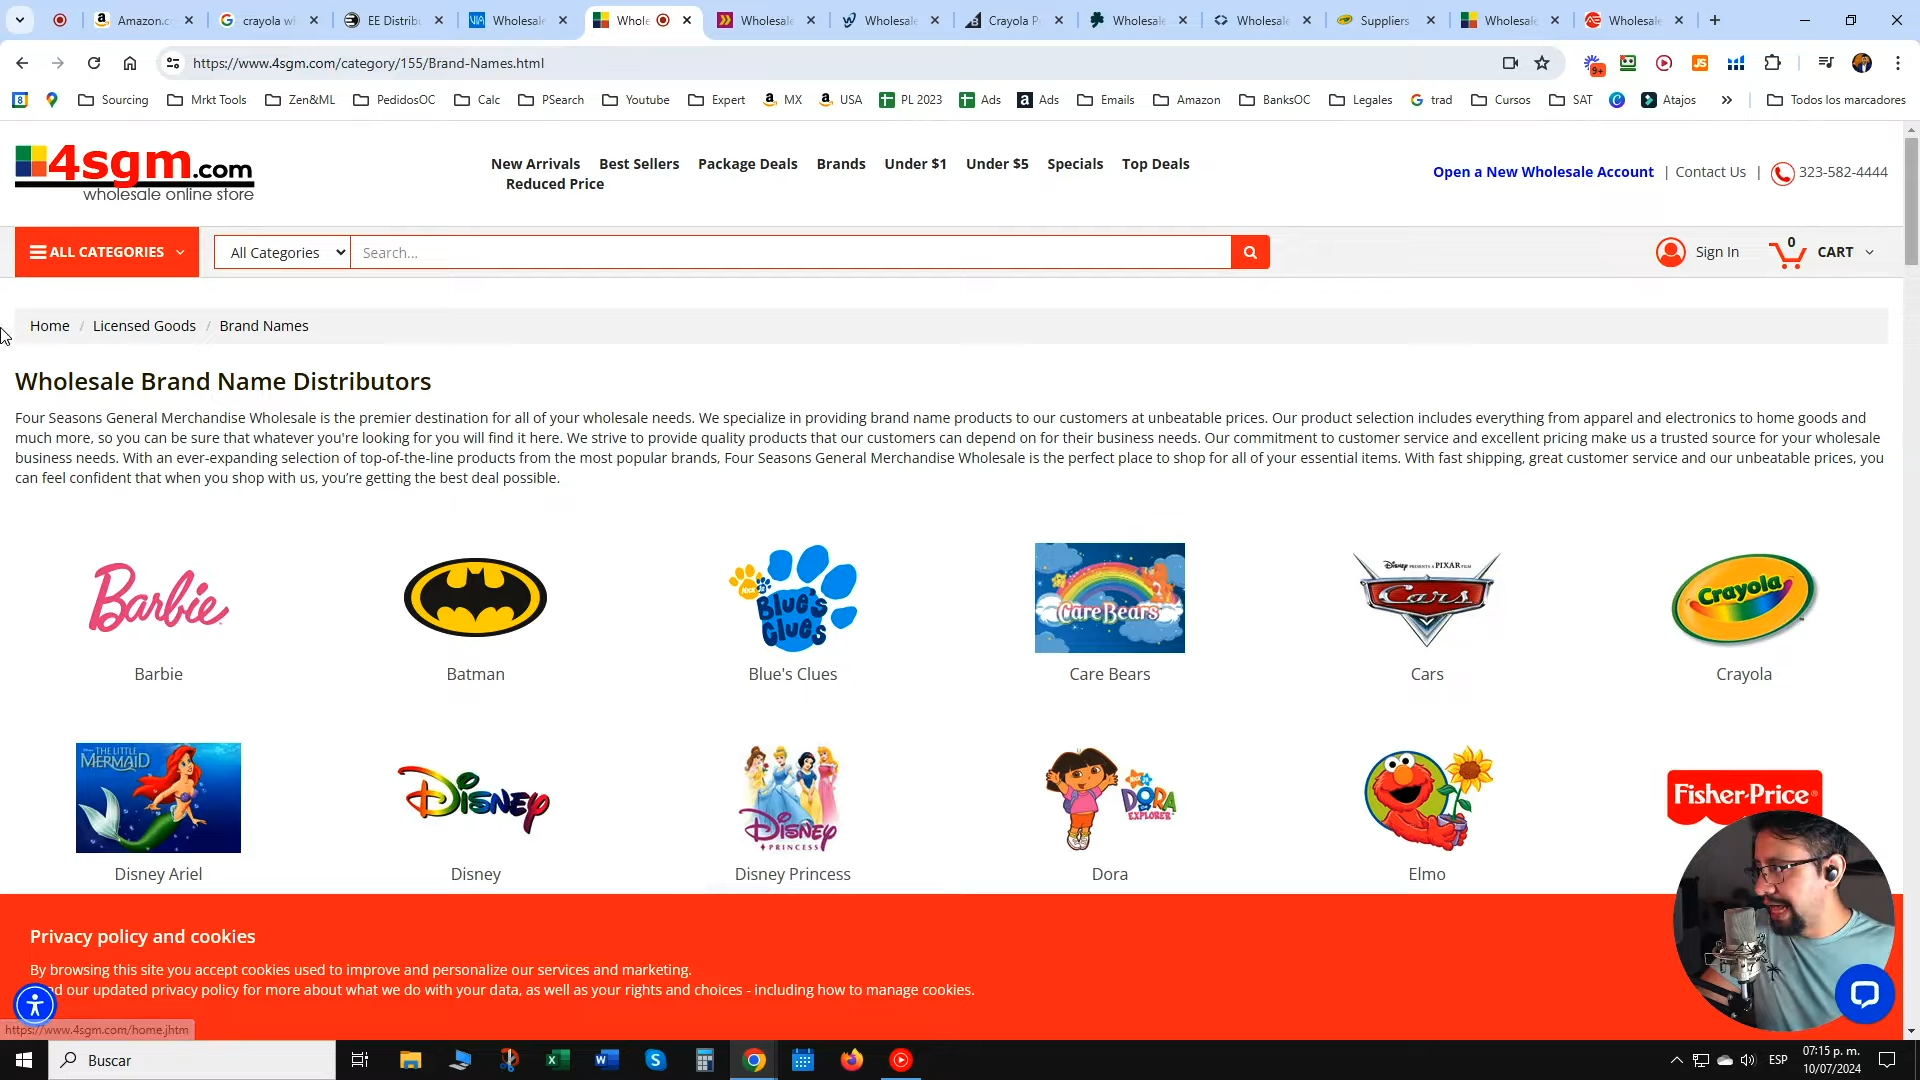 Amazon.c
crayola wh
EE Distribu
VIA
Wholesale
Whole
Wholesale
Wholesale
Crayola P
Wholesale
Wholesale
Suppliers
Wholesale
Wholesale
https://www.4sgm.com/category/155/Brand-Names.html
9+
JS
8
Sourcing
Mrkt Tools
Zen&ML
PedidosOC
Calc
PSearch
Youtube
Expert
MX
USA
PL 2023
Ads
Ads
Emails
Amazon
BanksOC
Legales
trad
Cursos
SAT
Atajos
Todos los marcadores
4sgm.com
wholesale online store
New Arrivals
Best Sellers
Package Deals
Brands
Under $1
Under $5
Specials
Top Deals
Reduced Price
Open a New Wholesale Account | Contact Us | 323-582-4444
ALL CATEGORIES
All Categories
Search...
Sign In
0
CART
Home / Licensed Goods / Brand Names
Wholesale Brand Name Distributors
Four Seasons General Merchandise Wholesale is the premier destination for all of your wholesale needs. We specialize in providing brand name products to our customers at unbeatable prices. Our product selection includes everything from apparel and electronics to home goods and
much more, so you can be sure that whatever you're looking for you will find it here. We strive to provide quality products that our customers can depend on for their business needs. Our commitment to customer service and excellent pricing make us a trusted source for your wholesale
business needs. With an ever-expanding selection of top-of-the-line products from the most popular brands, Four Seasons General Merchandise Wholesale is the perfect place to shop for all of your essential items. With fast shipping, great customer service and our unbeatable prices, you
can feel confident that when you shop with us, you're getting the best deal possible.
Barbie
NICK JR
Blue's
Clues
Care Bears
Disney PRESENTS A PIXAR FILM
Cars
Crayola
Barbie
Batman
Blue's Clues
Care Bears
Cars
Crayola
THE LITTLE
MERMAID
Disney
Disney
PRINCESS
NICK JR
DORA
EXPLORER
Fisher-Price
Disney Ariel
Disney
Disney Princess
Dora
Elmo
Privacy policy and cookies
By browsing this site you accept cookies used to improve and personalize our services and marketing.
d our updated privacy policy for more about what we do with your data, as well as your rights and choices - including how to manage cookies.
https://www.4sgm.com/home.jhtm
Buscar
ESP
07:15 p. m.
10/07/2024